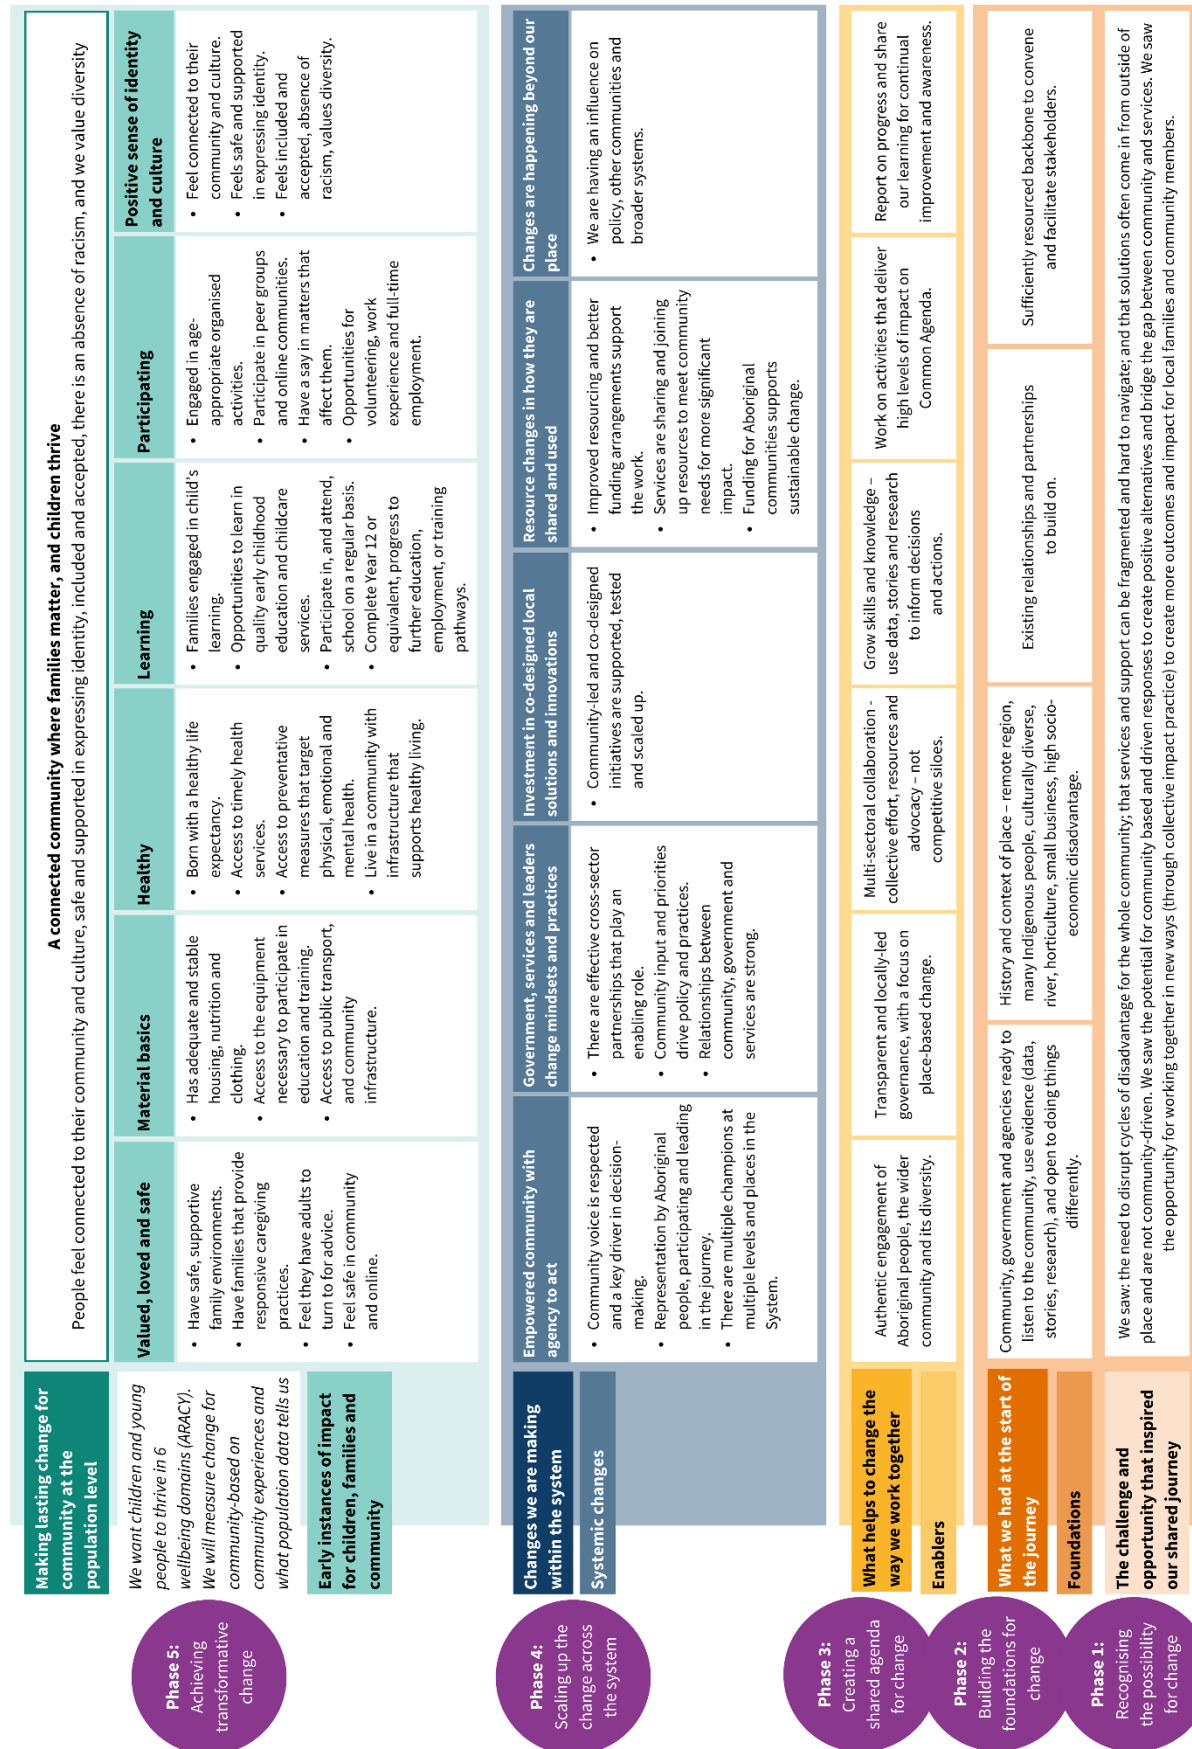 Phase 5:
Achieving
transformative
change
Making lasting change for
community at the
population level
A connected community where families matter, and children thrive
People feel connected to their community and culture, safe and supported in expressing identity, included and accepted, there is an absence of racism, and we value diversity
We want children and young
people to thrive in 6
wellbeing domains (ARACY).
We will measure change for
community-based on
community experiences and
what population data tells us
Early instances of impact
for children, families and
community
Valued, loved and safe
• Have safe, supportive
family environments.
• Have families that provide
responsive caregiving
practices.
• Feel they have adults to
turn to for advice.
• Feel safe in community
and online.
Material basics
• Has adequate and stable
housing, nutrition and
clothing.
• Access to the equipment
necessary to participate in
education and training.
• Access to public transport,
and community
infrastructure.
Healthy
• Born with a healthy life
expectancy.
• Access to timely health
services.
• Access to preventative
measures that target
physical, emotional and
mental health.
• Live in a community with
infrastructure that
supports healthy living.
Learning
• Families engaged in child's
learning.
• Opportunities to learn in
quality early childhood
education and childcare
services.
• Participate in, and attend,
school on a regular basis.
• Complete Year 12 or
equivalent, progress to
further education,
employment, or training
pathways.
Participating
• Engaged in age-
appropriate organised
activities.
• Participate in peer groups
and online communities.
• Have a say in matters that
affect them.
• Opportunities for
volunteering, work
experience and full-time
employment.
Positive sense of identity
and culture
• Feel connected to their
community and culture.
• Feels safe and supported
in expressing identity.
• Feels included and
accepted, absence of
racism, values diversity.
Phase 4:
Scaling up the
change across
the system
Changes we are making
within the system
Systemic changes
Empowered community with
agency to act
• Community voice is respected
and a key driver in decision-
making.
• Representation by Aboriginal
people, participating and leading
in the journey.
• There are multiple champions at
multiple levels and places in the
System.
Government, services and leaders
change mindsets and practices
• There are effective cross-sector
partnerships that play an
enabling role.
• Community input and priorities
drive policy and practices.
• Relationships between
community, government and
services are strong.
Investment in co-designed local
solutions and innovations
• Community-led and co-designed
initiatives are supported, tested
and scaled up.
Resource changes in how they are
shared and used
• Improved resourcing and better
funding arrangements support
the work.
• Services are sharing and joining
up resources to meet community
needs for more significant
impact.
• Funding for Aboriginal
communities supports
sustainable change.
Changes are happening beyond our
place
• We are having an influence on
policy, other communities and
broader systems.
Phase 3:
Creating a
shared agenda
for change
What helps to change the
way we work together
Enablers
Authentic engagement of
Aboriginal people, the wider
community and its diversity.
Transparent and locally-led
governance, with a focus on
place-based change.
Multi-sectoral collaboration -
collective effort, resources and
advocacy – not
competitive siloes.
Grow skills and knowledge –
use data, stories and research
to inform decisions
and actions.
Work on activities that deliver
high levels of impact on
Common Agenda.
Report on progress and share
our learning for continual
improvement and awareness.
Phase 2:
Building the
foundations for
change
What we had at the start of
the journey
Foundations
Community, government and agencies ready to
listen to the community, use evidence (data,
stories, research), and open to doing things
differently.
History and context of place – remote region,
many Indigenous people, culturally diverse,
river, horticulture, small business, high socio-
economic disadvantage.
Existing relationships and partnerships
to build on.
Sufficiently resourced backbone to convene
and facilitate stakeholders.
Phase 1:
Recognising
the possibility
for change
The challenge and
opportunity that inspired
our shared journey
We saw: the need to disrupt cycles of disadvantage for the whole community; that services and support can be fragmented and hard to navigate; and that solutions often come in from outside of
place and are not community-driven. We saw the potential for community based and driven responses to create positive alternatives and bridge the gap between community and services. We saw
the opportunity for working together in new ways (through collective impact practice) to create more outcomes and impact for local families and community members.